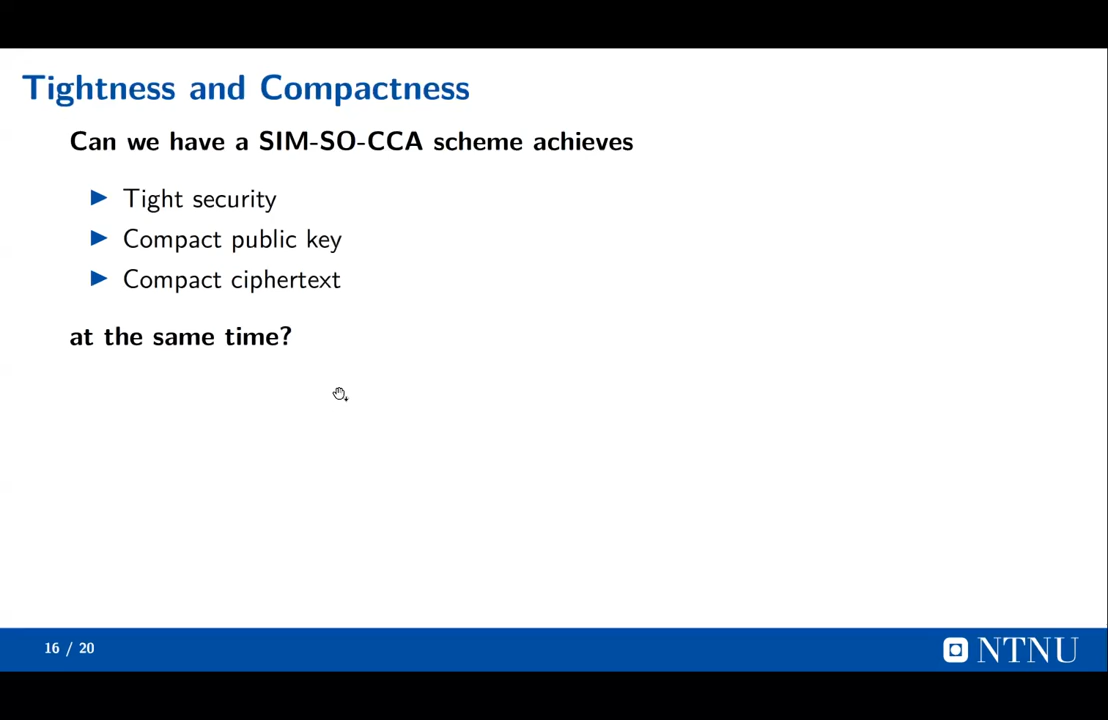 Tightness and Compactness
Can we have a SIM-SO-CCA scheme achieves
Tight security
Compact public key
Compact ciphertext
at the same time?
16 / 20
NTNU